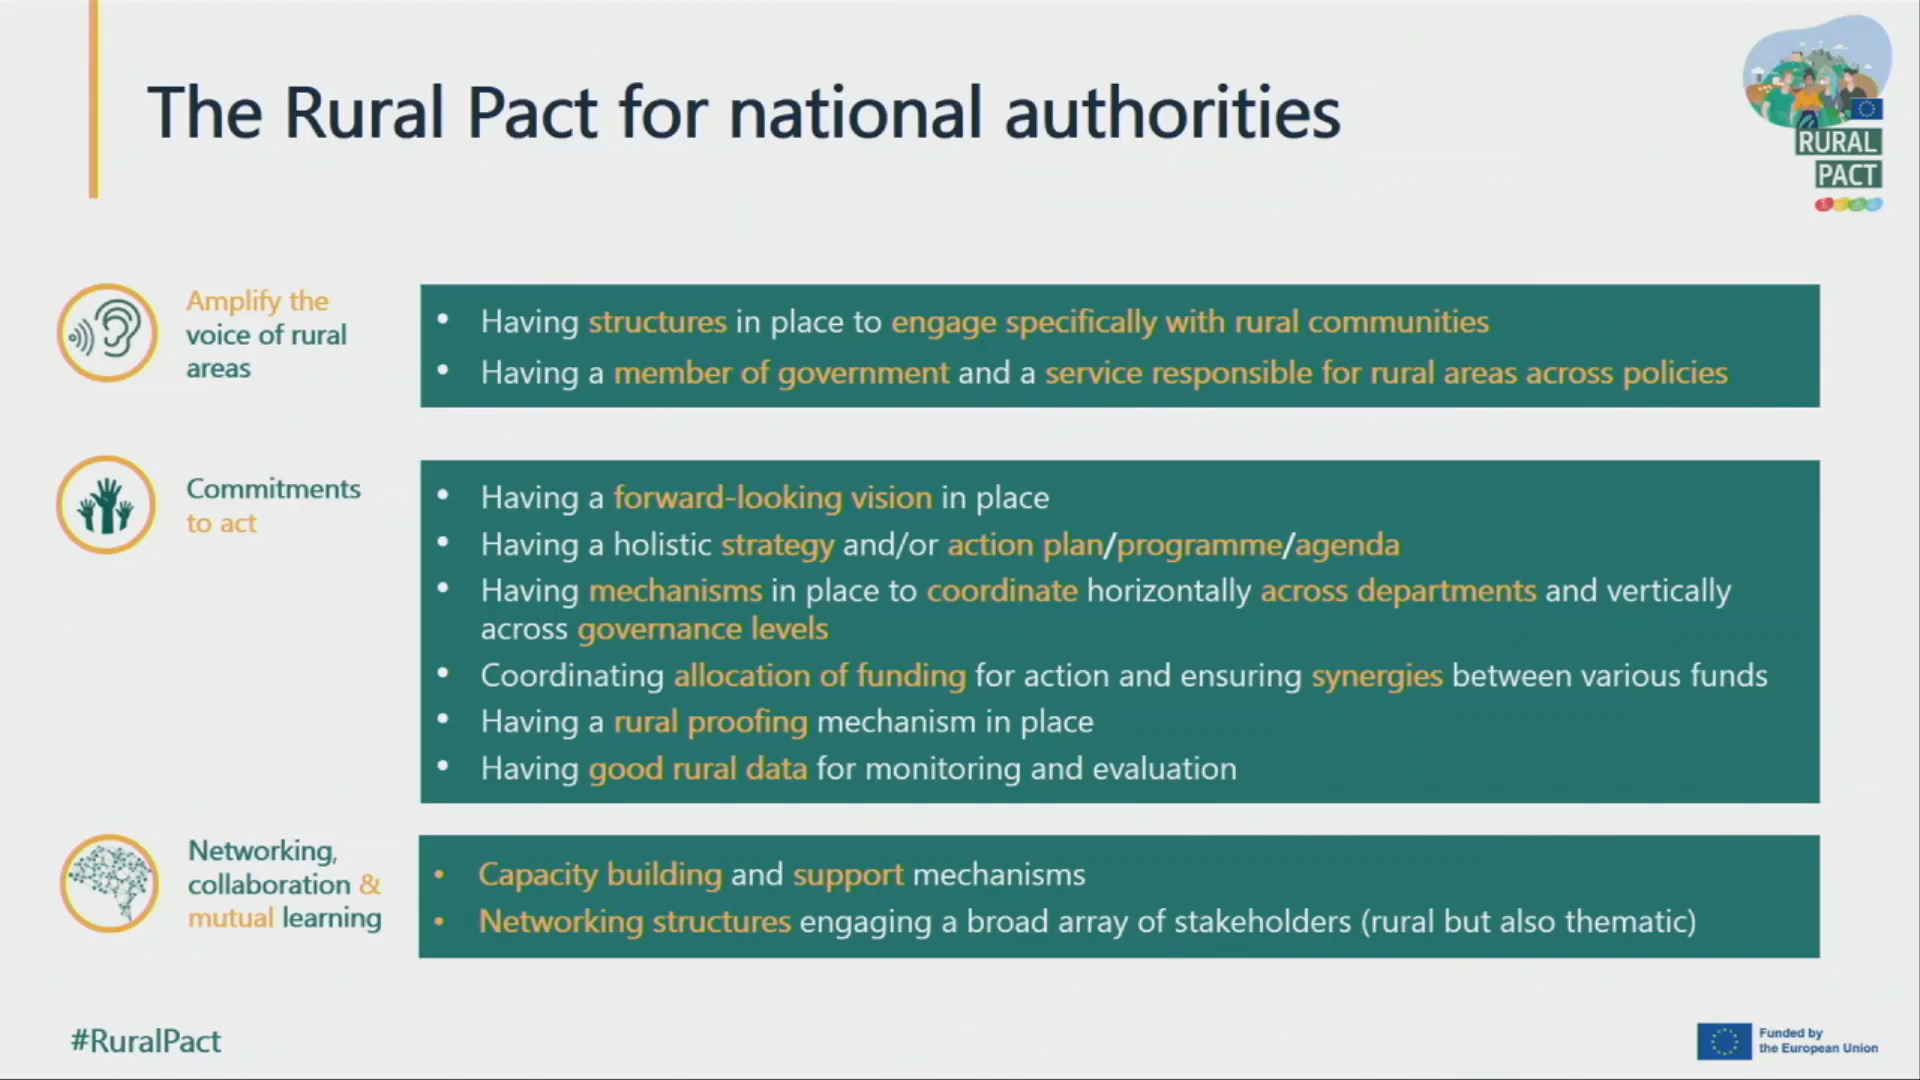 The Rural Pact for national authorities
RURAL
PACT
Amplify the
voice of rural
areas
• Having structures in place to engage specifically with rural communities
• Having a member of government and a service responsible for rural areas across policies
Commitments
to act
• Having a forward-looking vision in place
• Having a holistic strategy and/or action plan/programme/agenda
• Having mechanisms in place to coordinate horizontally across departments and vertically
across governance levels
• Coordinating allocation of funding for action and ensuring synergies between various funds
• Having a rural proofing mechanism in place
• Having good rural data for monitoring and evaluation
Networking,
collaboration &
mutual learning
• Capacity building and support mechanisms
• Networking structures engaging a broad array of stakeholders (rural but also thematic)
#RuralPact
Funded by
the European Union